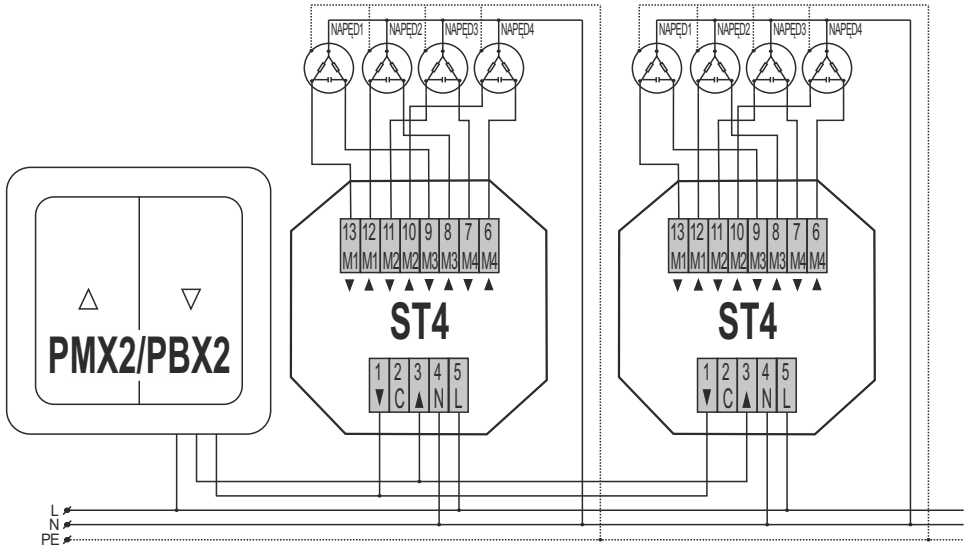 NAPĘD1 NAPĘD2 NAPĘD3 NAPĘD4 NAPĘD1 NAPĘD2 NAPĘD3 NAPĘD4
13 12 11 10 9 8 7 6 13 12 11 10 9 8 7 6
M1 M1 M2 M2 M3 M3 M4 M4 M1 M1 M2 M2 M3 M3 M4 M4
▼ ▲ ▼ ▲ ▼ ▲ ▼ ▲ ▼ ▲ ▼ ▲ ▼ ▲ ▼ ▲
△ ▽
ST4 ST4
PMX2/PBX2
1 2 3 4 5 1 2 3 4 5
▼ C ▲ N L ▼ C ▲ N L
L
N
PE